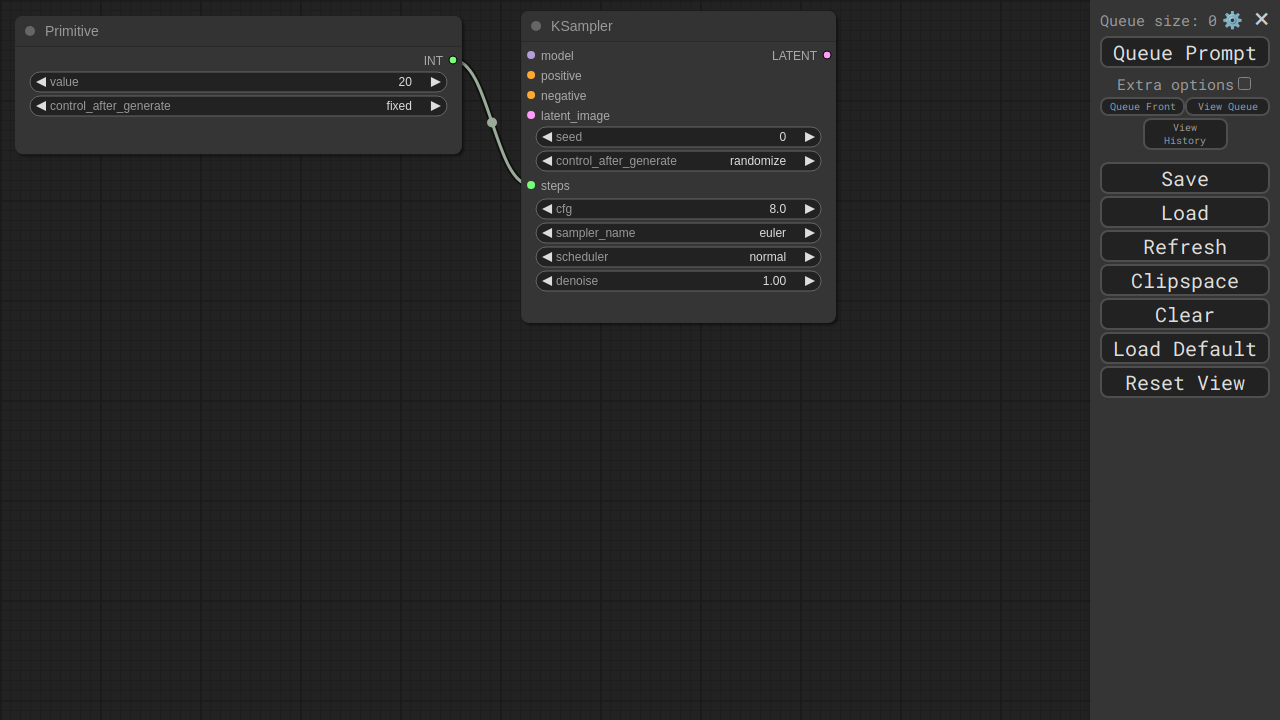 Primitive
INT
value 20
control_after_generate fixed
KSampler
model LATENT
positive
negative
latent_image
seed 0
control_after_generate randomize
steps
cfg 8.0
sampler_name euler
scheduler normal
denoise 1.00
Queue size: 0
Queue Prompt
Extra options
Queue Front View Queue
View
History
Save
Load
Refresh
Clipspace
Clear
Load Default
Reset View